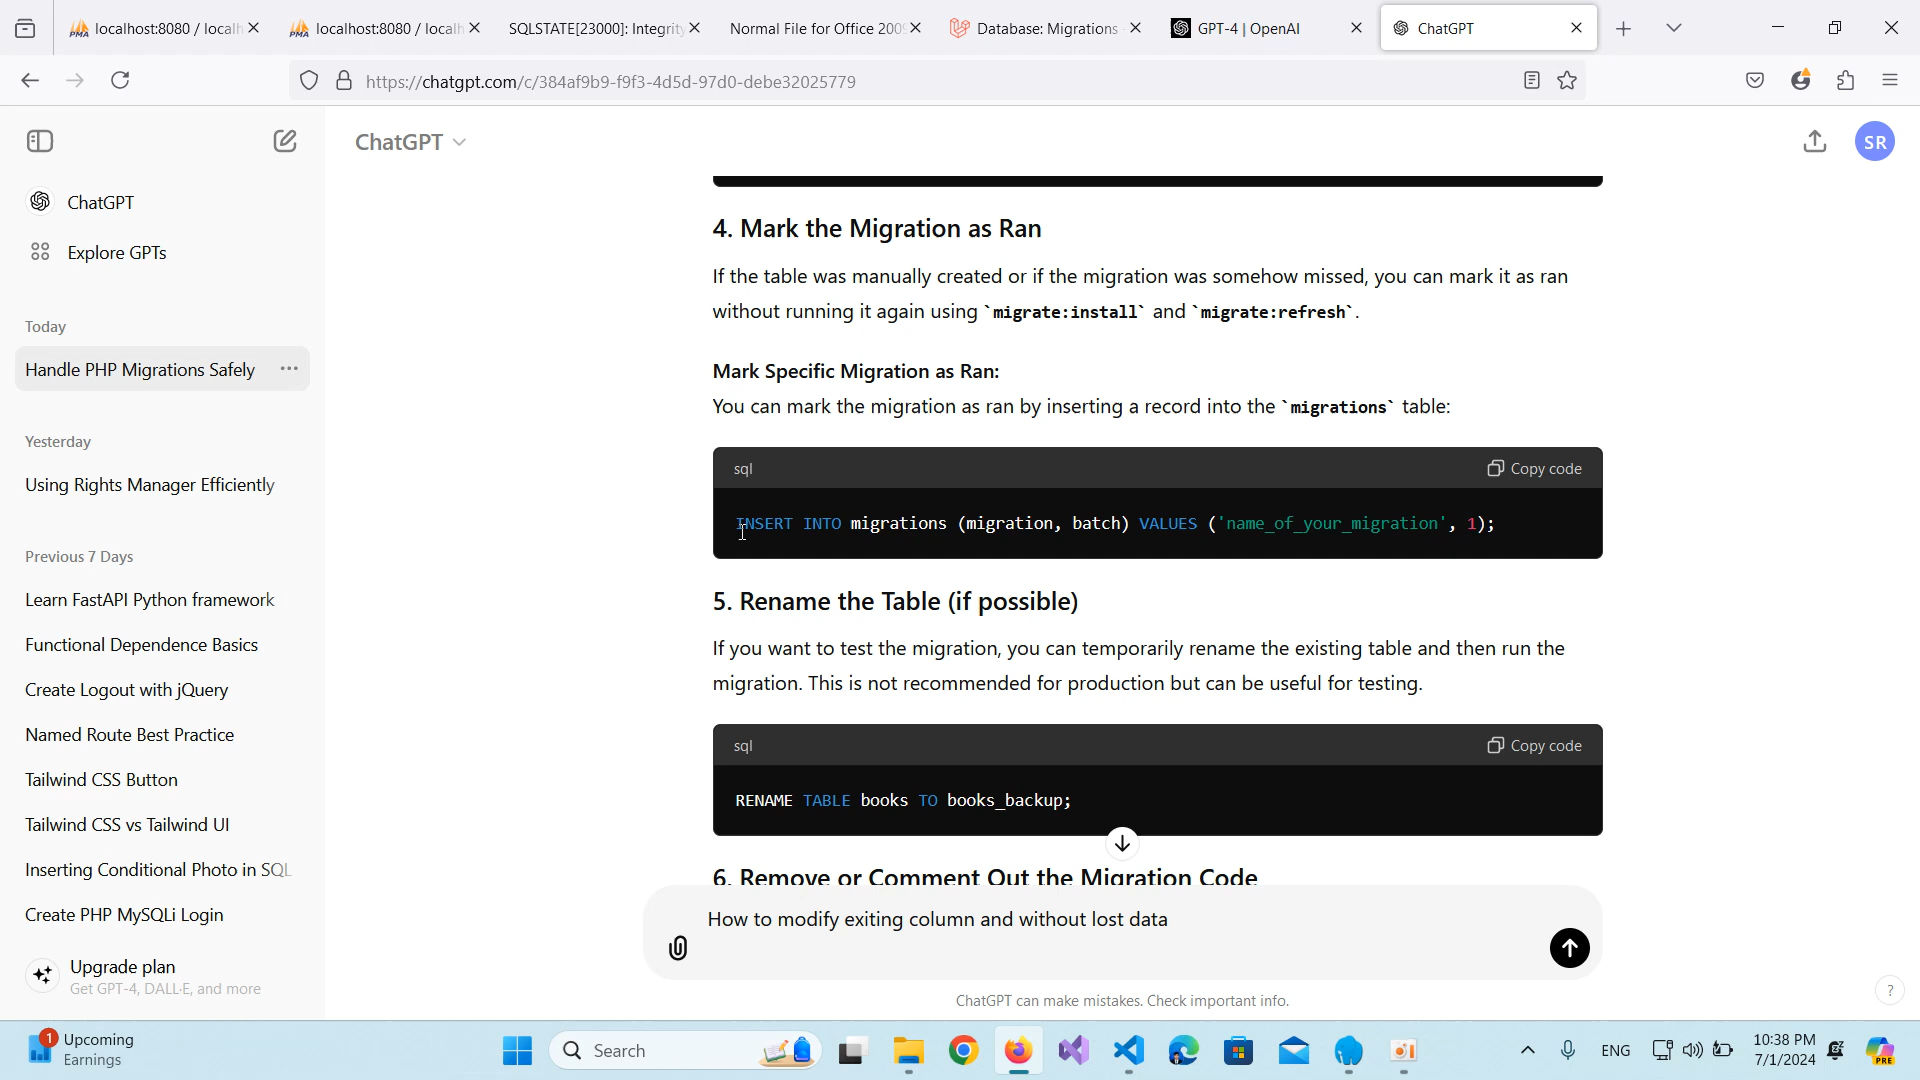 localhost:8080 / localh
localhost:8080 / localh
SQLSTATE[23000]: Integrity
Normal File for Office 2009
Database: Migrations
GPT-4 | OpenAI
ChatGPT
https://chatgpt.com/c/384af9b9-f9f3-4d5d-97d0-debe32025779
ChatGPT
SR
ChatGPT
Explore GPTs
Today
Handle PHP Migrations Safely
Yesterday
Using Rights Manager Efficiently
Previous 7 Days
Learn FastAPI Python framework
Functional Dependence Basics
Create Logout with jQuery
Named Route Best Practice
Tailwind CSS Button
Tailwind CSS vs Tailwind UI
Inserting Conditional Photo in SQL
Create PHP MySQLi Login
Upgrade plan
Get GPT-4, DALL·E, and more
4. Mark the Migration as Ran
If the table was manually created or if the migration was somehow missed, you can mark it as ran
without running it again using `migrate:install` and `migrate:refresh`.
Mark Specific Migration as Ran:
You can mark the migration as ran by inserting a record into the `migrations` table:
sql
Copy code
INSERT INTO migrations (migration, batch) VALUES ('name_of_your_migration', 1);
5. Rename the Table (if possible)
If you want to test the migration, you can temporarily rename the existing table and then run the
migration. This is not recommended for production but can be useful for testing.
sql
Copy code
RENAME TABLE books TO books_backup;
6. Remove or Comment Out the Migration Code
How to modify exiting column and without lost data
ChatGPT can make mistakes. Check important info.
?
1
Upcoming
Earnings
Search
ENG
10:38 PM
7/1/2024
PRE